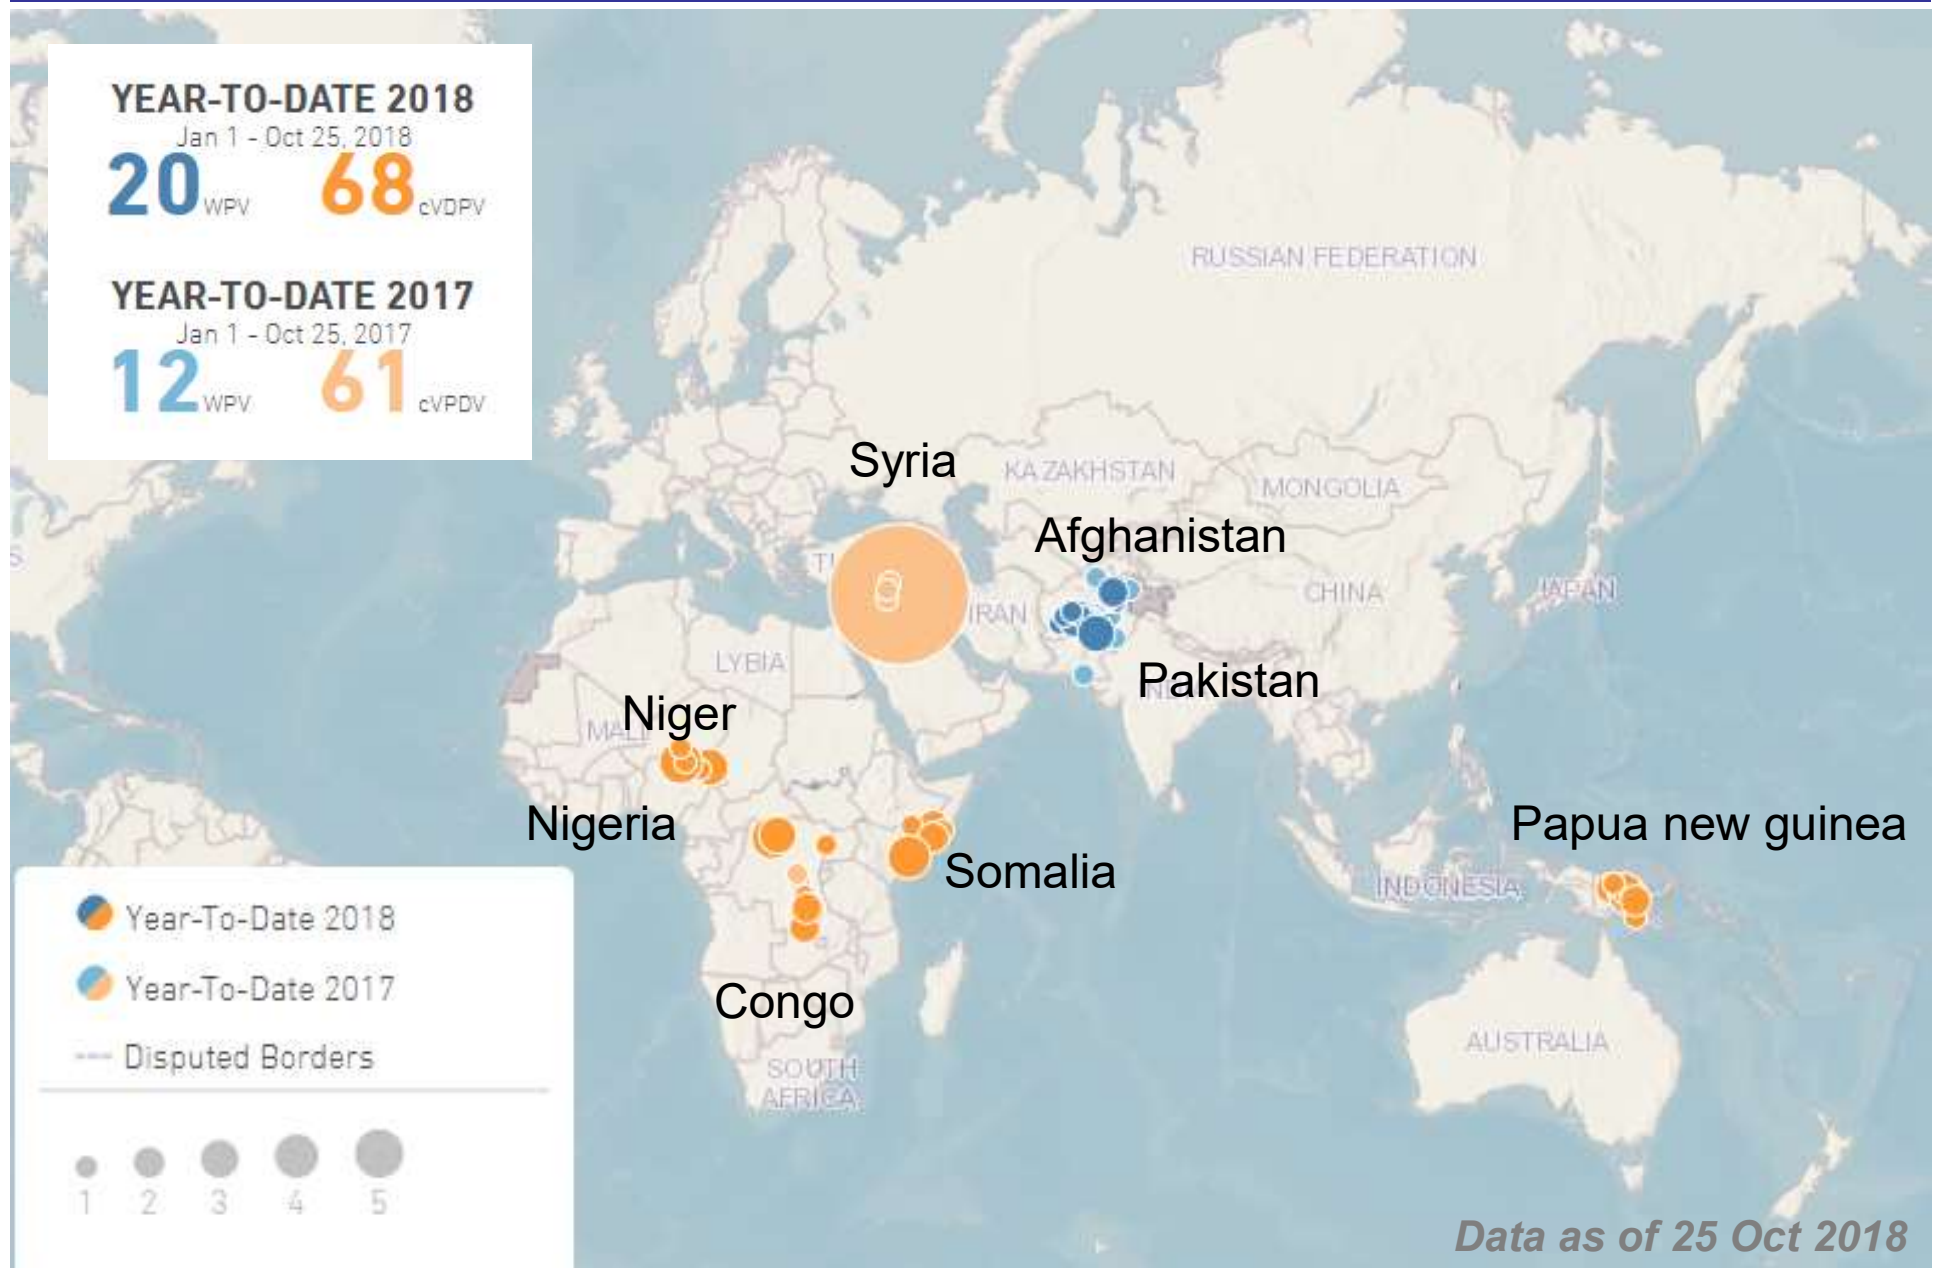 YEAR-TO-DATE 2018
Jan 1 - Oct 25, 2018
20 WPV 68 cVDPV
YEAR-TO-DATE 2017
Jan 1 - Oct 25, 2017
12 WPV 61 cVPDV
RUSSIAN FEDERATION
Syria
KAZAKHSTAN
MONGOLIA
Afghanistan
S
CHINA
JAPAN
IRAN
LYBIA
Pakistan
Niger
MALI
Nigeria
Papua new guinea
Somalia
INDONESIA
Congo
AUSTRALIA
SOUTH
AFRICA
Year-To-Date 2018
Year-To-Date 2017
Disputed Borders
1 2 3 4 5
Data as of 25 Oct 2018